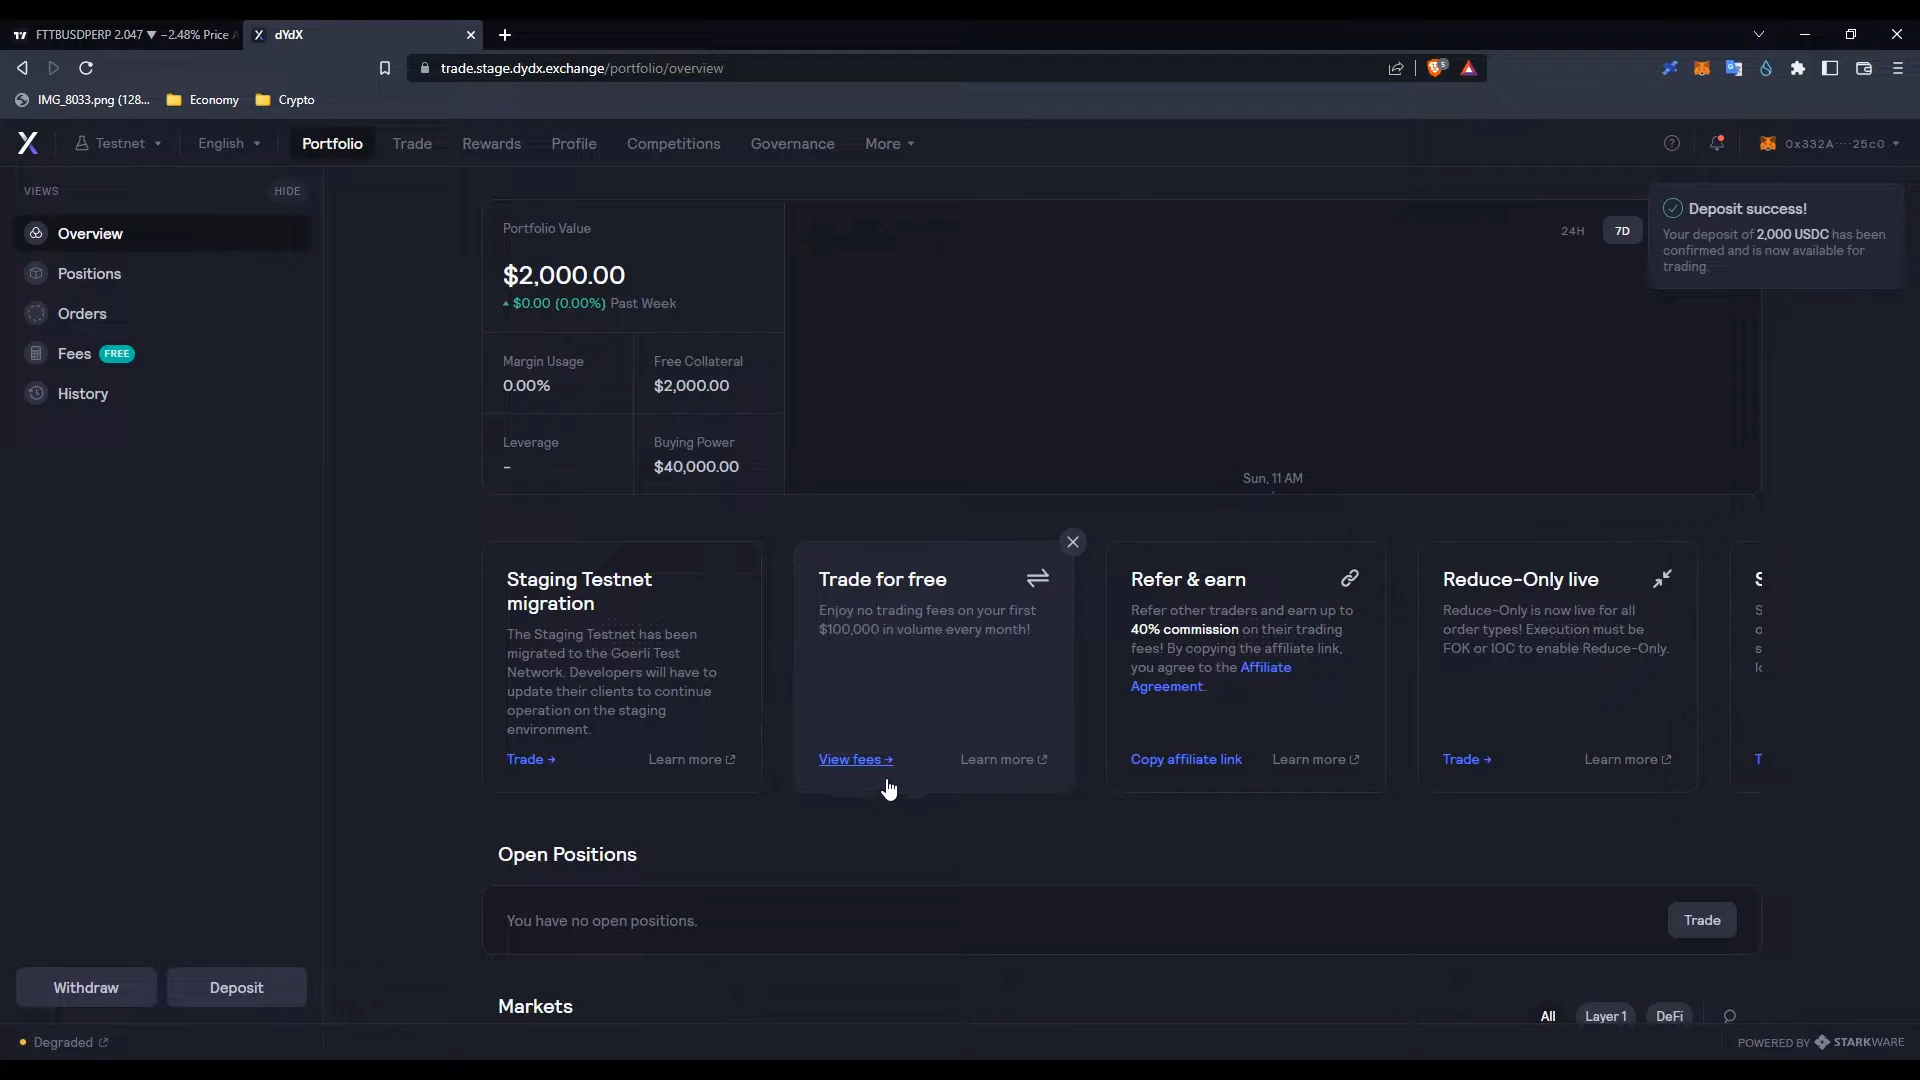 FTTBUSDPERP 2.047 ▼ −2.48% Price
dYdX
trade.stage.dydx.exchange/portfolio/overview
IMG_8033.png (128...
Economy
Crypto
Testnet
English
Portfolio
Trade
Rewards
Profile
Competitions
Governance
More
0x332A····25c0
VIEWS
HIDE
Overview
Positions
Orders
Fees FREE
History
Portfolio Value
$2,000.00
$0.00 (0.00%) Past Week
Margin Usage
0.00%
Free Collateral
$2,000.00
Leverage
-
Buying Power
$40,000.00
24H
7D
Sun, 11 AM
Deposit success!
Your deposit of 2,000 USDC has been
confirmed and is now available for
trading.
Staging Testnet
migration
The Staging Testnet has been
migrated to the Goerli Test
Network. Developers will have to
update their clients to continue
operation on the staging
environment.
Trade →
Learn more
Trade for free
Enjoy no trading fees on your first
$100,000 in volume every month!
View fees →
Learn more
Refer & earn
Refer other traders and earn up to
40% commission on their trading
fees! By copying the affiliate link,
you agree to the Affiliate
Agreement.
Copy affiliate link
Learn more
Reduce-Only live
Reduce-Only is now live for all
order types! Execution must be
FOK or IOC to enable Reduce-Only.
Trade →
Learn more
Open Positions
You have no open positions.
Trade
Markets
All
Layer 1
DeFi
Withdraw
Deposit
Degraded
POWERED BY STARKWARE